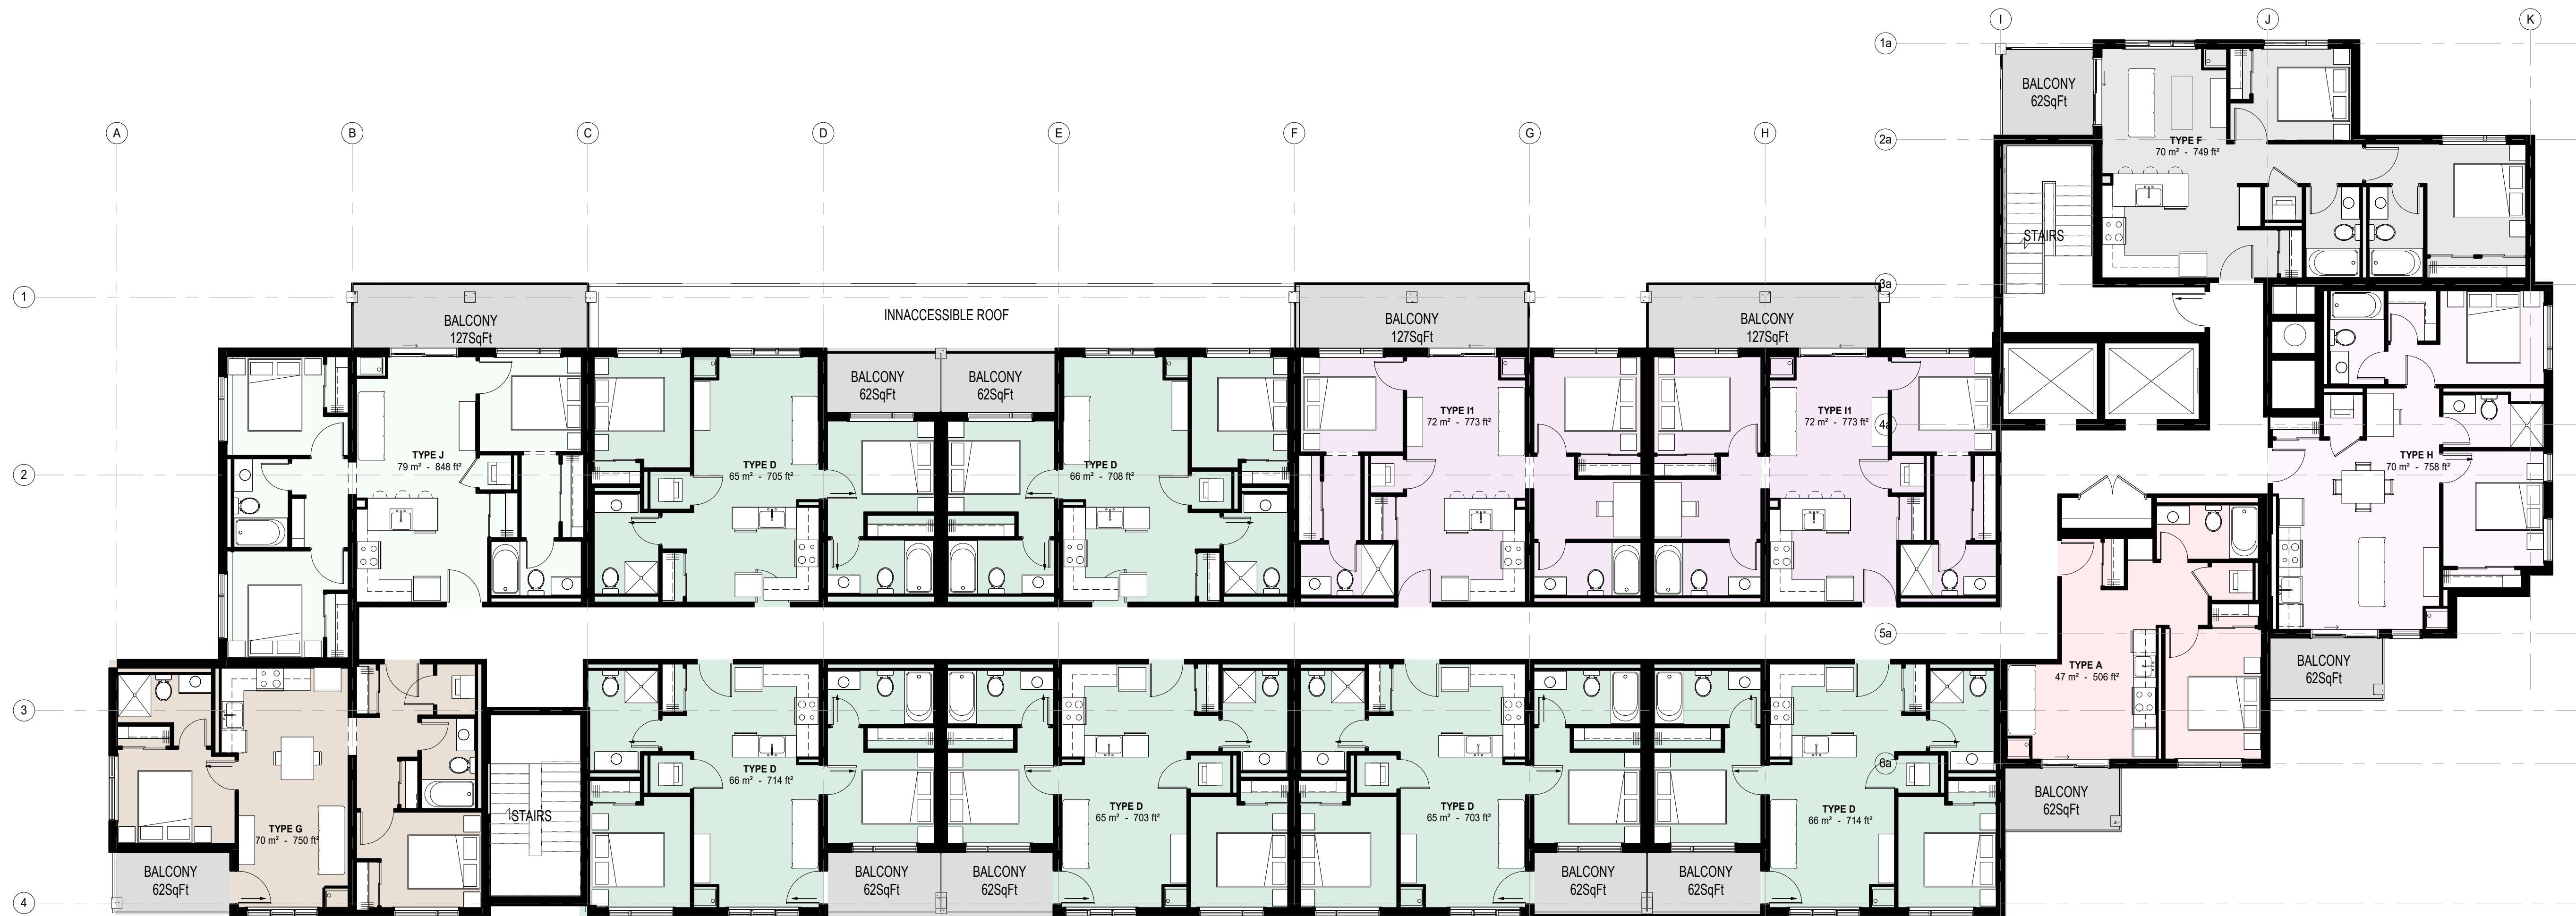 I
J
K
1a
BALCONY
62SqFt
A
B
C
D
E
F
G
H
2a
TYPE F
70 m² - 749 ft²
STAIRS
3a
1
BALCONY
127SqFt
INNACCESSIBLE ROOF
BALCONY
127SqFt
BALCONY
127SqFt
BALCONY
62SqFt
BALCONY
62SqFt
TYPE J
79 m² - 848 ft²
TYPE D
65 m² - 705 ft²
TYPE D
66 m² - 708 ft²
TYPE I1
72 m² - 773 ft²
TYPE I1
72 m² - 773 ft²
4a
TYPE H
70 m² - 758 ft²
2
5a
BALCONY
62SqFt
TYPE A
47 m² - 506 ft²
3
6a
TYPE G
70 m² - 750 ft²
STAIRS
TYPE D
66 m² - 714 ft²
TYPE D
65 m² - 703 ft²
TYPE D
65 m² - 703 ft²
TYPE D
66 m² - 714 ft²
BALCONY
62SqFt
BALCONY
62SqFt
BALCONY
62SqFt
BALCONY
62SqFt
BALCONY
62SqFt
BALCONY
62SqFt
4